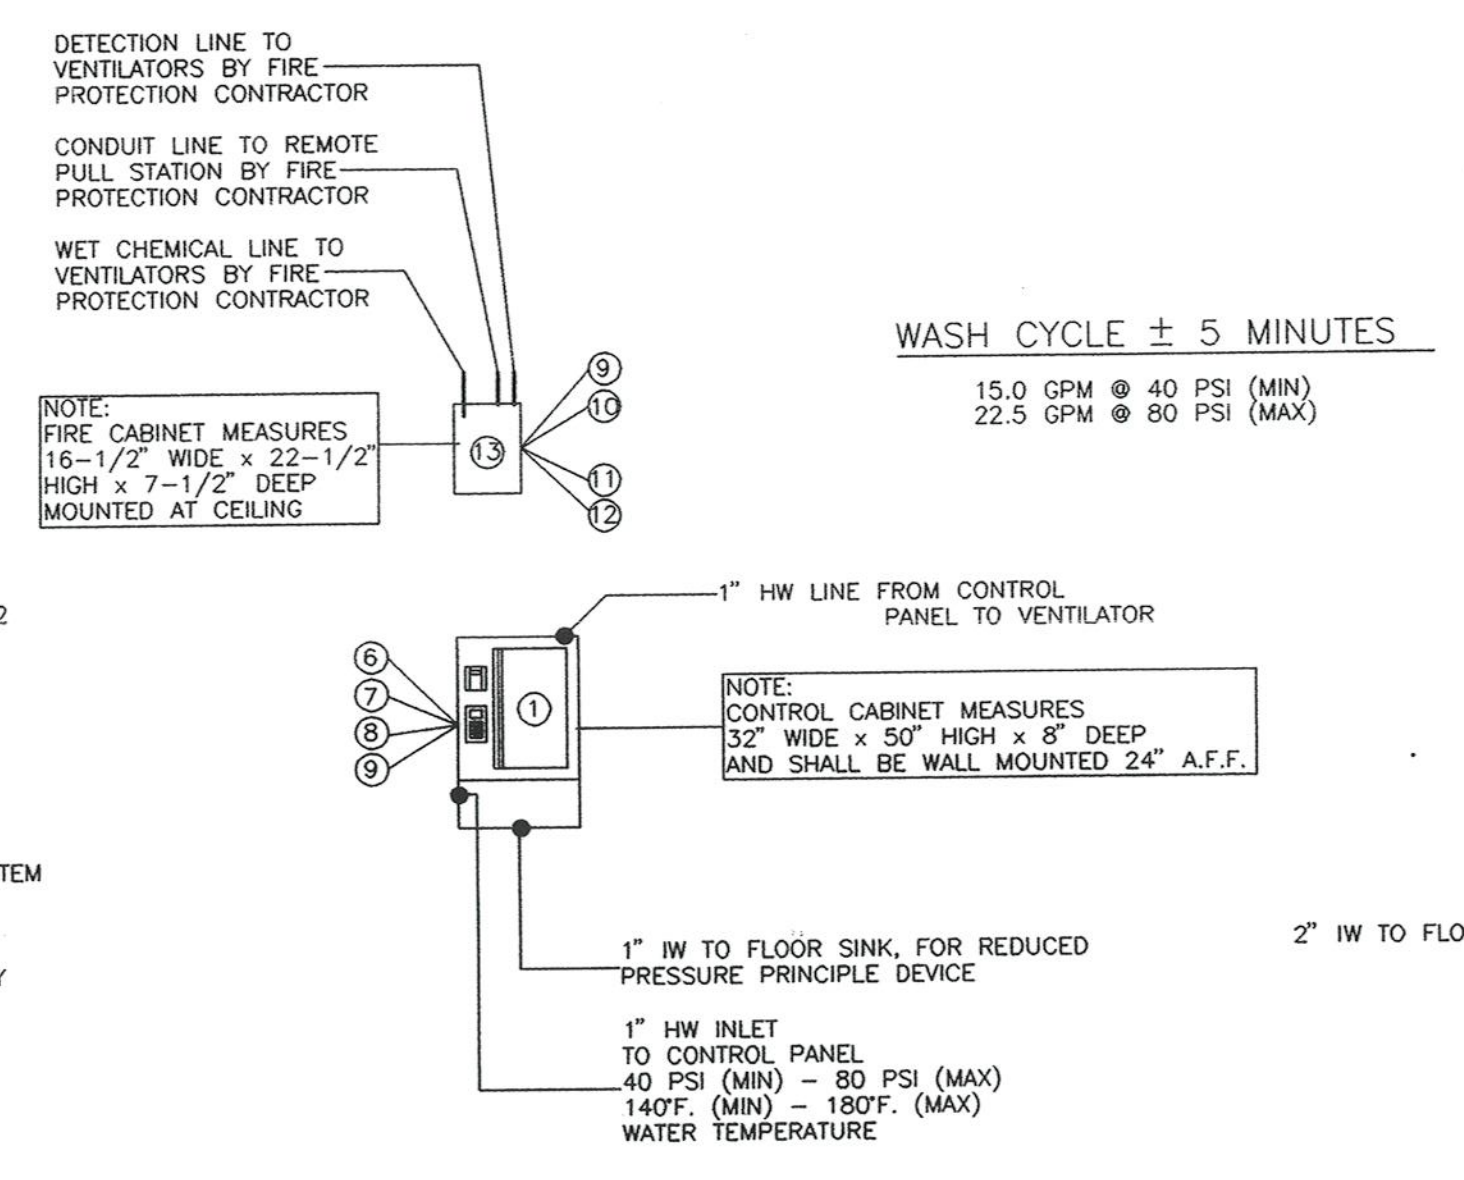 DETECTION LINE TO
VENTILATORS BY FIRE
PROTECTION CONTRACTOR
CONDUIT LINE TO REMOTE
PULL STATION BY FIRE
PROTECTION CONTRACTOR
WET CHEMICAL LINE TO
VENTILATORS BY FIRE
PROTECTION CONTRACTOR
WASH CYCLE ± 5 MINUTES
15.0 GPM @ 40 PSI (MIN)
22.5 GPM @ 80 PSI (MAX)
NOTE:
FIRE CABINET MEASURES
16-1/2" WIDE x 22-1/2"
HIGH x 7-1/2" DEEP
MOUNTED AT CEILING
13
9
10
11
12
1" HW LINE FROM CONTROL
PANEL TO VENTILATOR
2
6
7
8
9
1
NOTE:
CONTROL CABINET MEASURES
32" WIDE x 50" HIGH x 8" DEEP
AND SHALL BE WALL MOUNTED 24" A.F.F.
TEM
Y
1" IW TO FLOOR SINK, FOR REDUCED
PRESSURE PRINCIPLE DEVICE
2" IW TO FLO
1" HW INLET
TO CONTROL PANEL
40 PSI (MIN) - 80 PSI (MAX)
140°F. (MIN) - 180°F. (MAX)
WATER TEMPERATURE